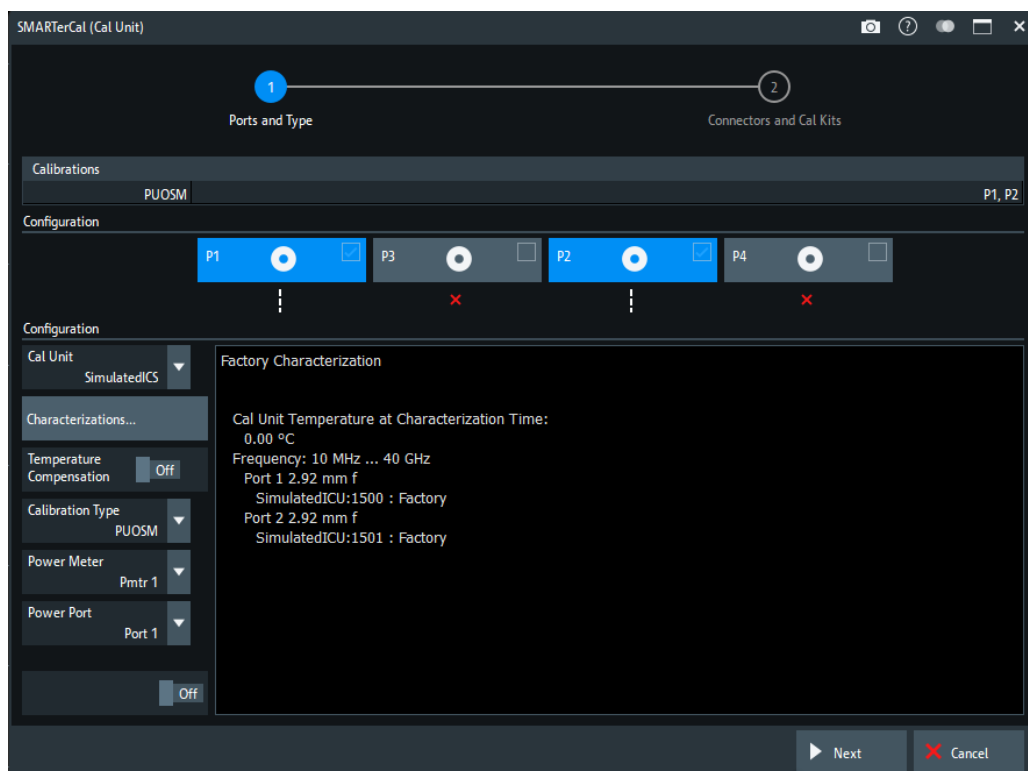 SMARTerCal (Cal Unit)
?
1
2
Ports and Type
Connectors and Cal Kits
Calibrations
PUOSM
P1, P2
Configuration
P1
P3
P2
P4
Configuration
Cal Unit
SimulatedICS
Characterizations...
Temperature
Compensation
Off
Calibration Type
PUOSM
Power Meter
Pmtr 1
Power Port
Port 1
Off
Factory Characterization
Cal Unit Temperature at Characterization Time:
0.00 ºC
Frequency: 10 MHz ... 40 GHz
Port 1 2.92 mm f
SimulatedICU:1500 : Factory
Port 2 2.92 mm f
SimulatedICU:1501 : Factory
Next
Cancel